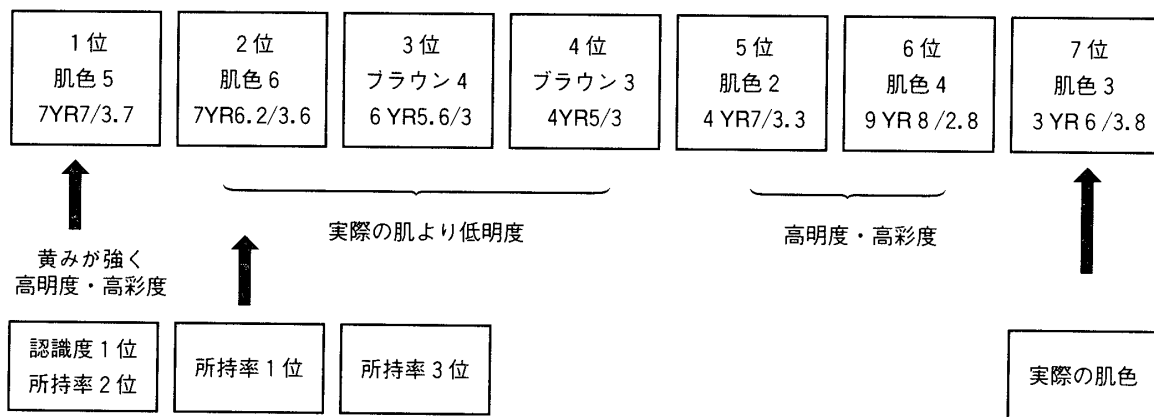 1位
肌色5
7YR7/3.7
2位
肌色6
7YR6.2/3.6
3位
ブラウン4
6YR5.6/3
4位
ブラウン3
4YR5/3
5位
肌色2
4YR7/3.3
6位
肌色4
9YR8/2.8
7位
肌色3
3YR6/3.8
実際の肌より低明度
高明度・高彩度
黄みが強く
高明度・高彩度
認識度1位
所持率2位
所持率1位
所持率3位
実際の肌色